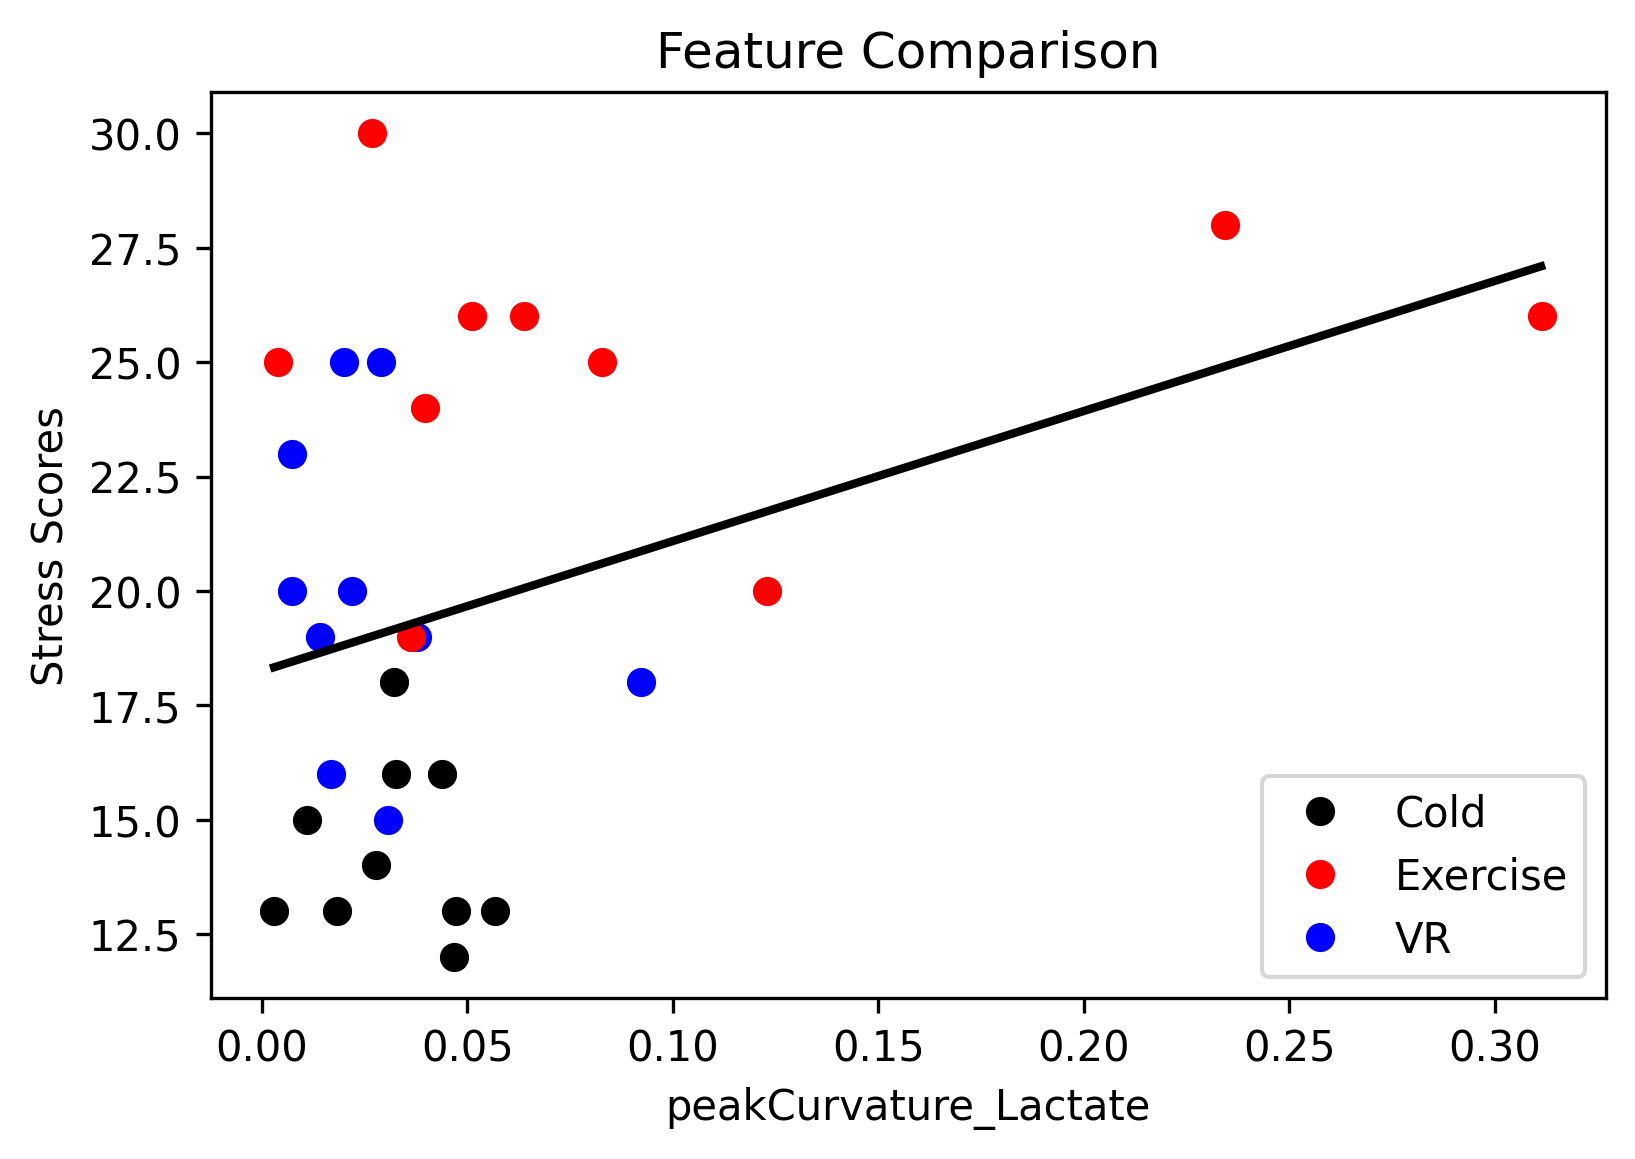 Feature Comparison
30.0
27.5
25.0
22.5
20.0
17.5
15.0
12.5
Stress Scores
Cold
Exercise
VR
0.00 0.05 0.10 0.15 0.20 0.25 0.30
peakCurvature_Lactate